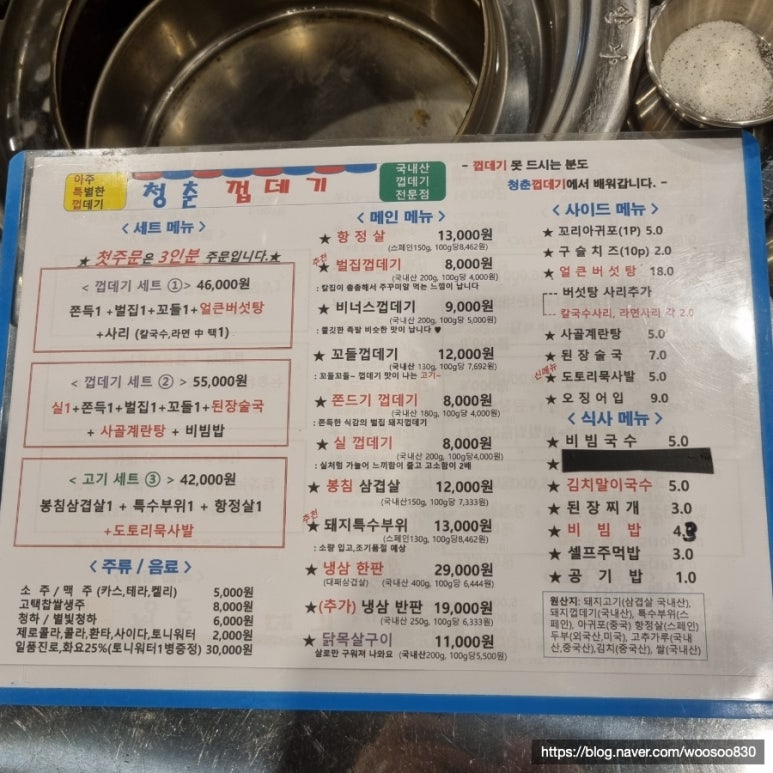 아주
특별한
껍데기
청춘 껍데기
국내산
껍데기
전문점
- 껍데기 못 드시는 분도
청춘껍데기에서 배워갑니다. -
< 세트 메뉴 >
★ 첫주문은 3인분 주문입니다.★
< 껍데기 세트 ① > 46,000원
쫀득1 +벌집1+꼬들1+얼큰버섯탕
+사리 (칼국수,라면 中 택1)
< 껍데기 세트 ② > 55,000원
실1+쫀득1+벌집1+꼬들1+된장술국
+ 사골계란탕 + 비빔밥
< 고기 세트 ③ > 42,000원
봉침삼겹살1 + 특수부위1 + 항정살1
+도토리묵사발
< 주류 / 음료 >
소 주 / 맥 주 (카스,테라,켈리) 5,000원
고택찹쌀생주 8,000원
청하 / 별빛청하 6,000원
제로콜라,콜라,환타,사이다,토니워터 2,000원
일품진로,화요25%(토니워터1병증정) 30,000원
< 메인 메뉴 >
★ 항 정 살 13,000원
(스페인150g, 100g당8,462원)
추천
★ 벌집껍데기 8,000원
(국내산 200g, 100g당 4,000원)
: 칼집이 송송해서 주꾸미알 먹는 느낌이 납니다
★ 비너스껍데기 9,000원
(국내산 200g, 100g당 5,000원)
: 쫄깃한 족발 비슷한 맛이 납니다 ♥
★ 꼬들껍데기 12,000원
(국내산 130g, 100g당 7,692원)
: 꼬들꼬들~ 껍데기 맛이 나는 고기~
★ 쫀드기 껍데기 8,000원
(국내산 180g, 100g당 4,000원)
: 쫀득한 식감의 벌집 돼지껍데기
★ 실 껍데기 8,000원
(국내산 200g, 100g당4,000원)
: 실처럼 가늘어 느끼함이 줄고 고소함이 2배
★ 봉침 삼겹살 12,000원
(국내산150g, 100g당 7,333원)
추천
★ 돼지특수부위 13,000원
(스페인130g, 100g당8,462원)
: 소량 입고,조기품절 예상
★ 냉삼 한판 29,000원
(대패삼겹살) (국내산 400g, 100g당 6,444원)
★(추가) 냉삼 반판 19,000원
(국내산 250g, 100g당 6,333원)
★ 닭목살구이 11,000원
살로만 구워져 나와요 (국내산200g, 100g당5,500원)
< 사이드 메뉴 >
★ 꼬리아귀포(1P) 5.0
★ 구슬치즈(10p) 2.0
★ 얼큰버섯탕 18.0
버섯탕 사리추가
칼국수사리, 라면사리 각 2.0
★ 사골계란탕 5.0
★ 된장술국 7.0
신메뉴
★ 도토리묵사발 5.0
★ 오징어입 9.0
< 식사 메뉴 >
★ 비빔국수 5.0
★
★ 김치말이국수 5.0
★ 된장찌개 3.0
★ 비 빔 밥 4.3
★ 셀프주먹밥 3.0
★ 공 기 밥 1.0
원산지: 돼지고기(삼겹살 국내산),
돼지껍데기(국내산), 특수부위(스
페인), 아귀포(중국) 항정살(스페인)
두부(외국산,미국), 고추가루(국내
산,중국산),김치(중국산), 쌀(국내산)
https://blog.naver.com/woosoo830